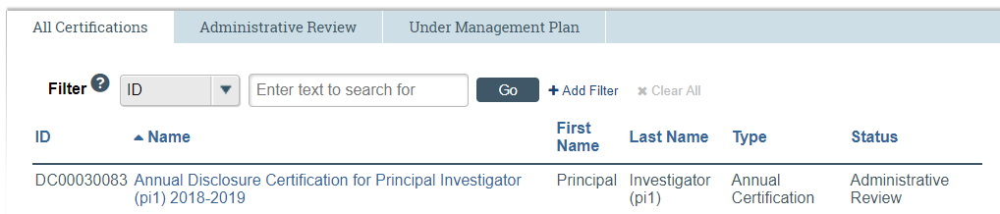 All Certifications Administrative Review Under Management Plan
Filter ? ID Enter text to search for Go + Add Filter ✖ Clear All
ID Name First Name Last Name Type Status
DC00030083 Annual Disclosure Certification for Principal Investigator Principal Investigator Annual Administrative
(pi1) 2018-2019 (pi1) Certification Review